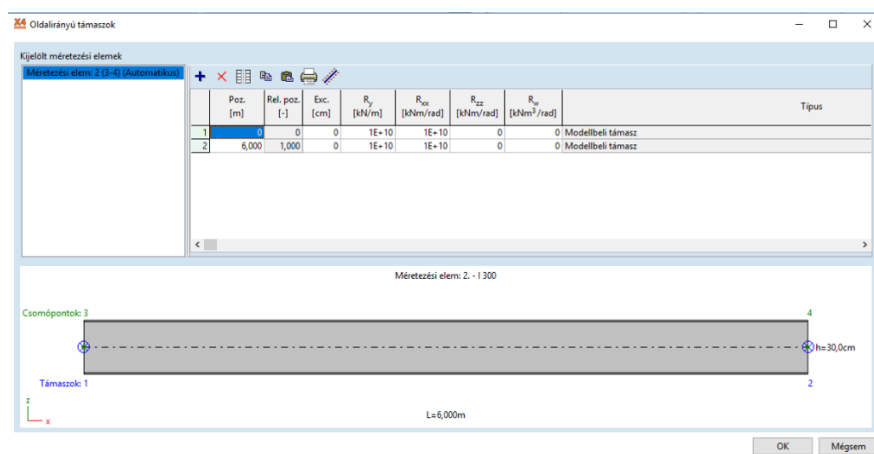 X4 Oldalirányú támaszok
Kijelölt méretezési elemek
Méretezési elem: 2 (3-4) (Automatikus)
Poz. [m] Rel. poz. [-] Exc. [cm] Ry [kN/m] Rxx [kNm/rad] Rzz [kNm/rad] Rw [kNm³/rad] Típus
1 0 0 0 1E+10 1E+10 0 0 Modellbeli támasz
2 6,000 1,000 0 1E+10 1E+10 0 0 Modellbeli támasz
Méretezési elem: 2. - I 300
Csomópontok: 3 4
h=30,0cm
Támaszok: 1 2
z
x
L=6,000m
OK Mégsem